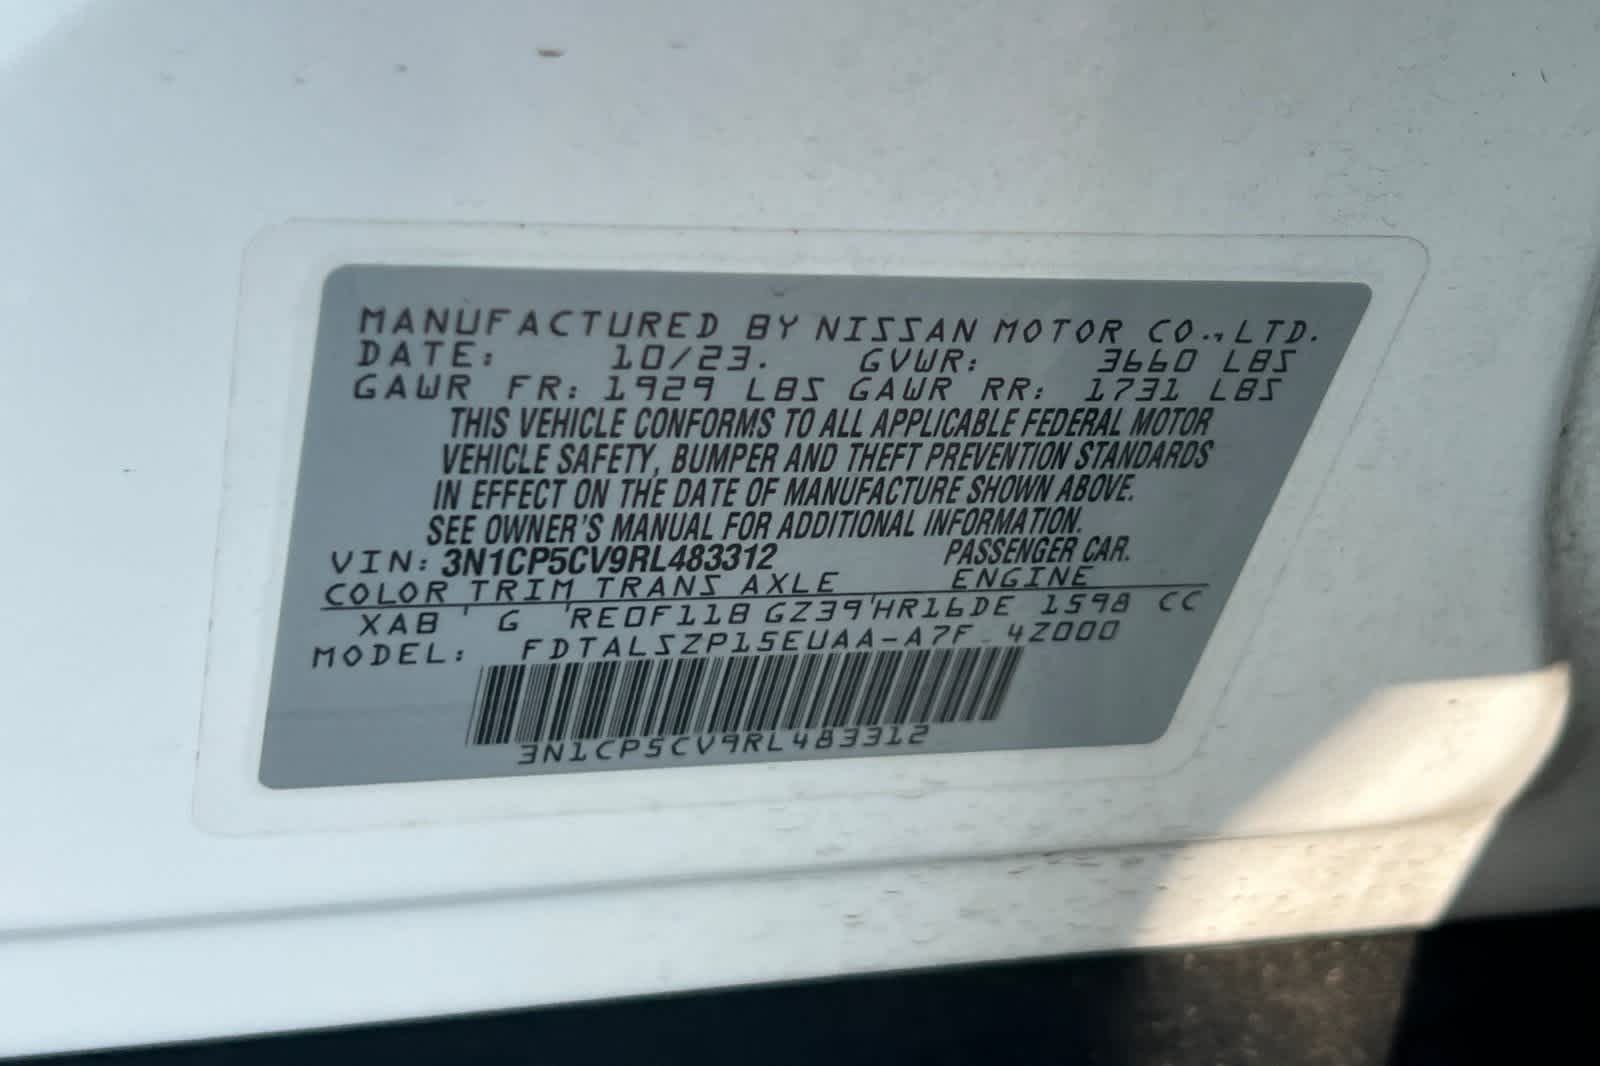 MANUFACTURED BY NISSAN MOTOR CO., LTD.
DATE: 10/23. GVWR: 3660 LBS
GAWR FR: 1929 LBS GAWR RR: 1731 LBS
THIS VEHICLE CONFORMS TO ALL APPLICABLE FEDERAL MOTOR
VEHICLE SAFETY, BUMPER AND THEFT PREVENTION STANDARDS
IN EFFECT ON THE DATE OF MANUFACTURE SHOWN ABOVE.
SEE OWNER'S MANUAL FOR ADDITIONAL INFORMATION.
VIN: 3N1CP5CV9RL483312 PASSENGER CAR.
COLOR TRIM TRANS AXLE ENGINE
XAB ' G 'RE0F11B GZ39'HR16DE 1598 CC
MODEL: FDTALSZP15EUAA-A7F-4Z000
3N1CP5CV9RL483312